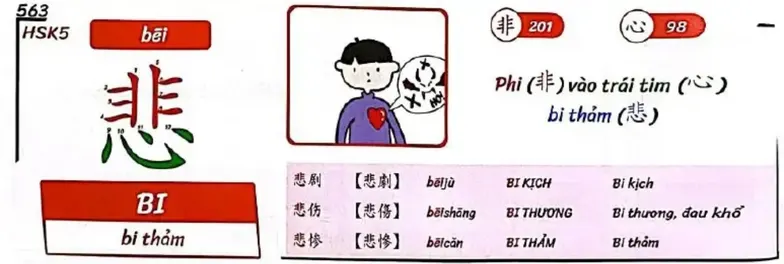 563
HSK5
bēi
悲
BI
bi thảm
非 201
心 98
Phi (非) vào trái tim (心)
bi thảm (悲)
悲剧 【悲劇】 bēijù BI KỊCH Bi kịch
悲伤 【悲傷】 bēishāng BI THƯƠNG Bi thương, đau khổ
悲惨 【悲慘】 bēicǎn BI THẢM Bi thảm